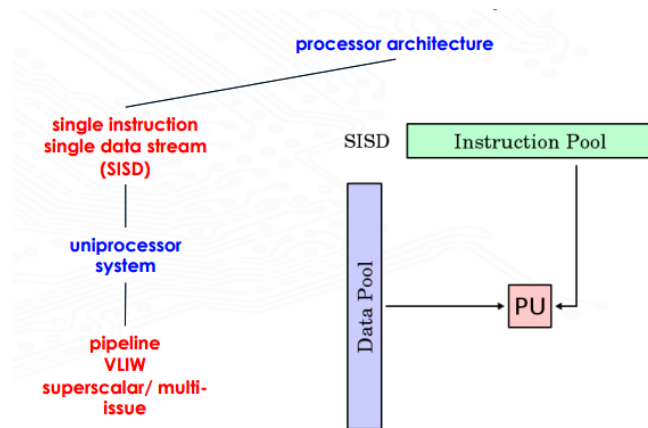 processor architecture
single instruction
single data stream
(SISD)
uniprocessor
system
pipeline
VLIW
superscalar/ multi-
issue
SISD
Instruction Pool
Data Pool
PU